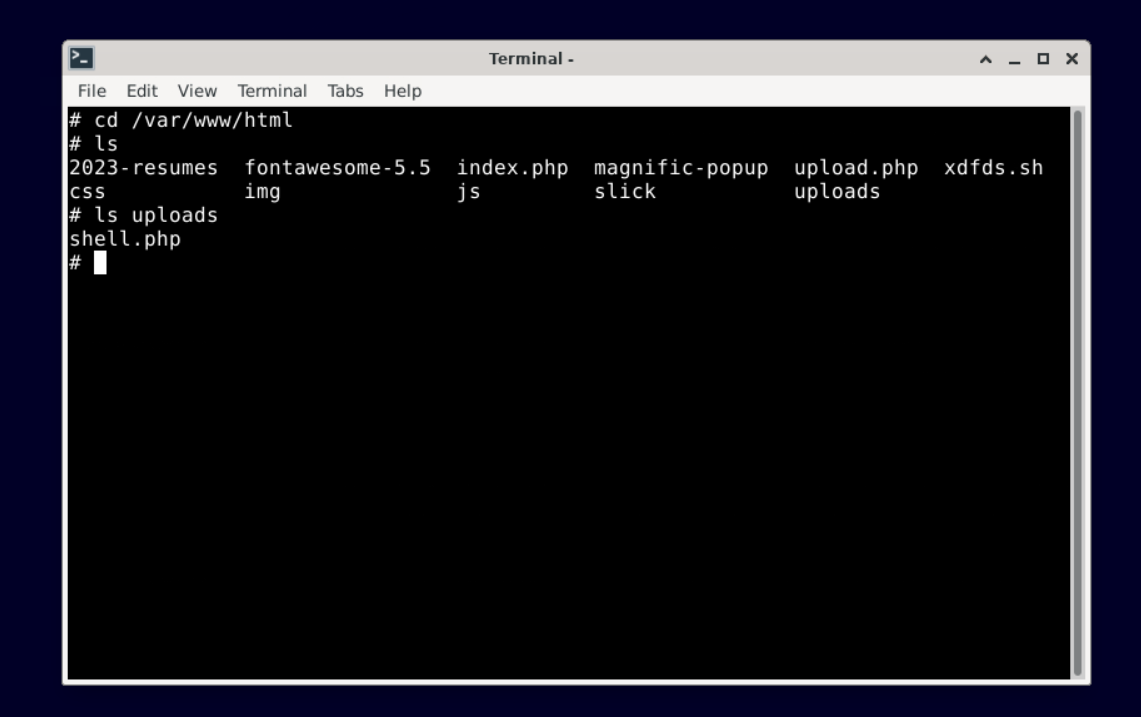 Terminal -
File Edit View Terminal Tabs Help
# cd /var/www/html
# ls
2023-resumes  fontawesome-5.5  index.php  magnific-popup  upload.php  xdfds.sh
css           img              js         slick           uploads
# ls uploads
shell.php
#